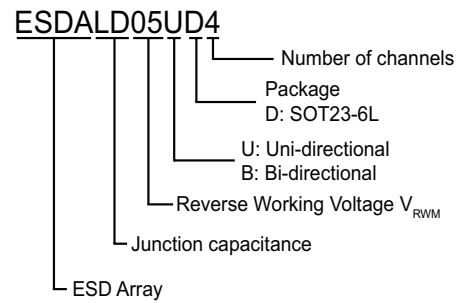 ESDALD05UD4
Number of channels
Package
D: SOT23-6L
U: Uni-directional
B: Bi-directional
Reverse Working Voltage VRWM
Junction capacitance
ESD Array